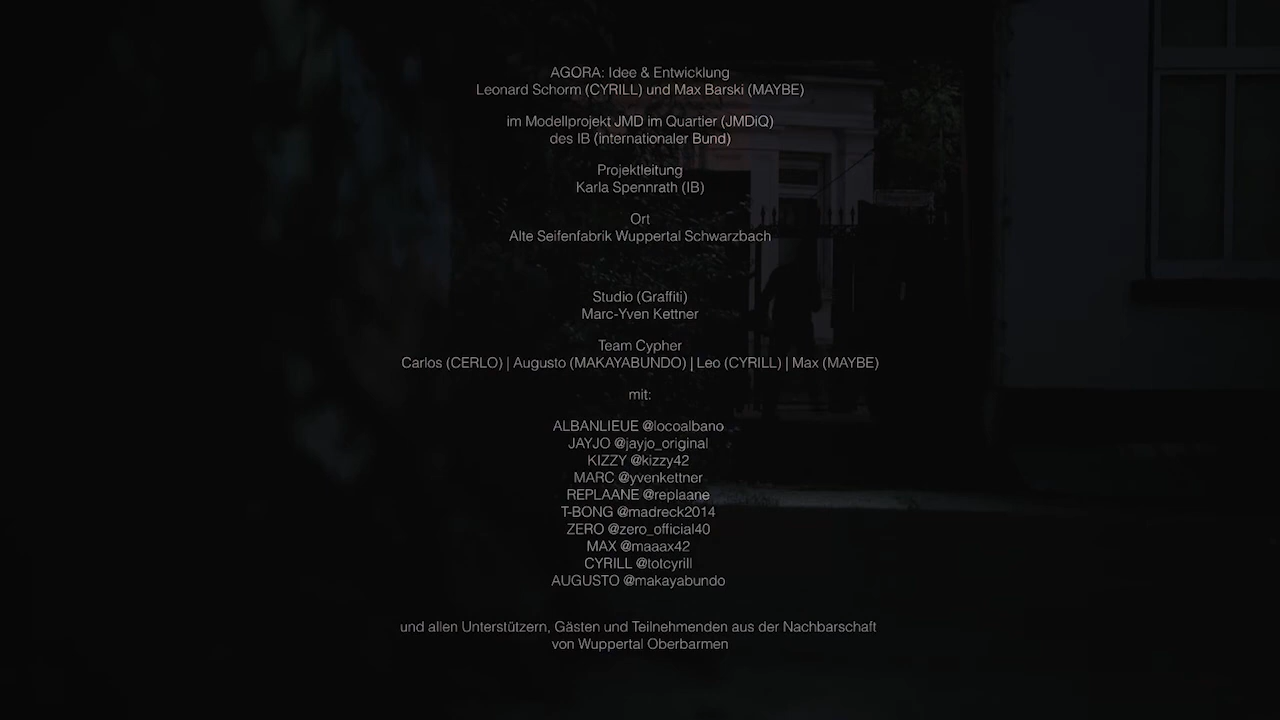 AGORA: Idee & Entwicklung
Leonard Schorm (CYRILL) und Max Barski (MAYBE)
im Modellprojekt JMD im Quartier (JMDiQ)
des IB (internationaler Bund)
Projektleitung
Karla Spennrath (IB)
Ort
Alte Seifenfabrik Wuppertal Schwarzbach
Studio (Graffiti)
Marc-Yven Kettner
Team Cypher
Carlos (CERLO) | Augusto (MAKAYABUNDO) | Leo (CYRILL) | Max (MAYBE)
mit:
ALBANLIEUE @locoalbano
JAYJO @jayjo_original
KIZZY @kizzy42
MARC @yvenkettner
REPLAANE @replaane
T-BONG @madreck2014
ZERO @zero_official40
MAX @maaax42
CYRILL @totcyrill
AUGUSTO @makayabundo
und allen Unterstützern, Gästen und Teilnehmenden aus der Nachbarschaft
von Wuppertal Oberbarmen